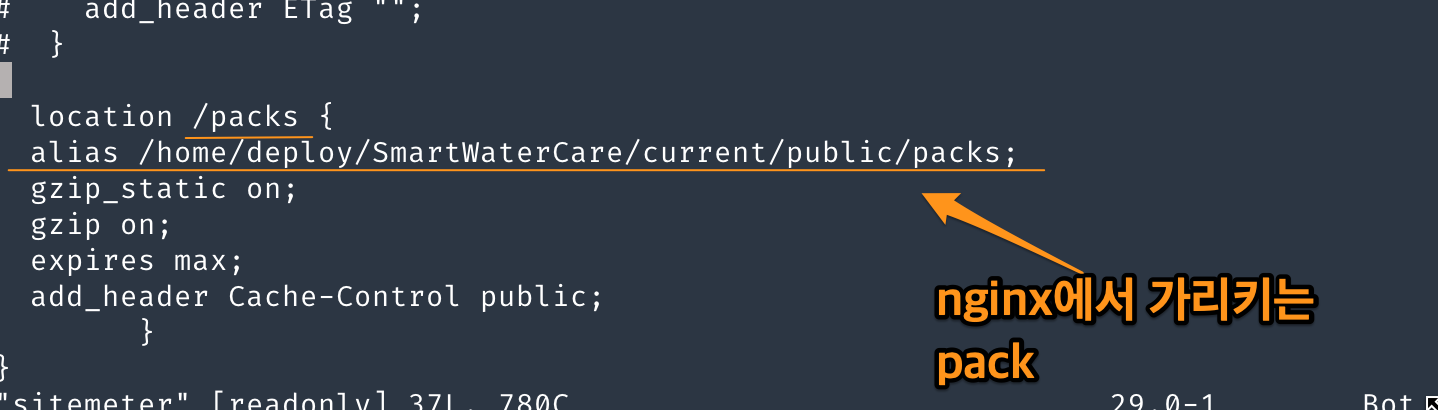 #    add_header ETag "";
#  }
location /packs {
alias /home/deploy/SmartWaterCare/current/public/packs;
gzip_static on;
gzip on;
expires max;
add_header Cache-Control public;
}
}
nginx에서 가리키는
pack
"sitemeter" [readonly] 37L, 780C    29,0-1    Bot